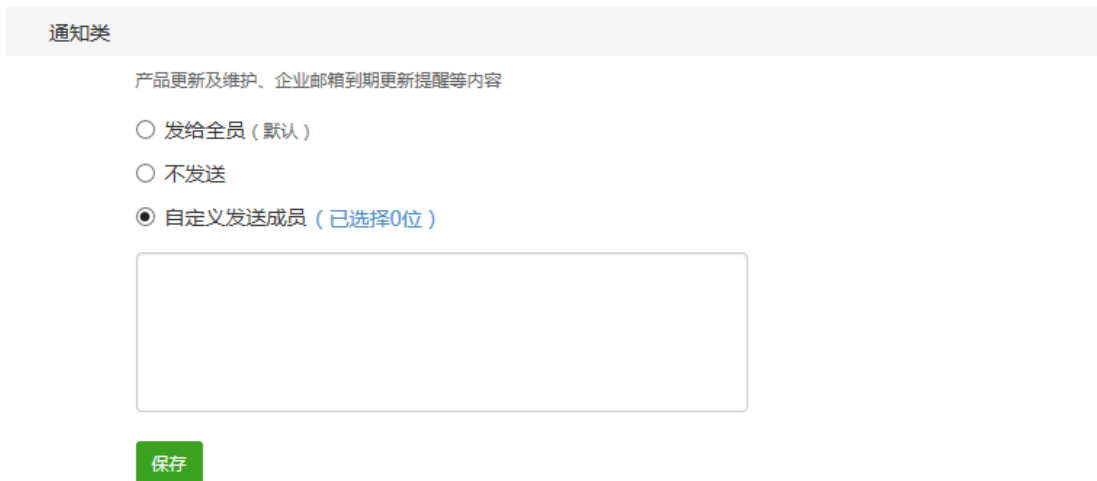 通知类
产品更新及维护、企业邮箱到期更新提醒等内容
发给全员（默认）
不发送
自定义发送成员（已选择0位）
保存